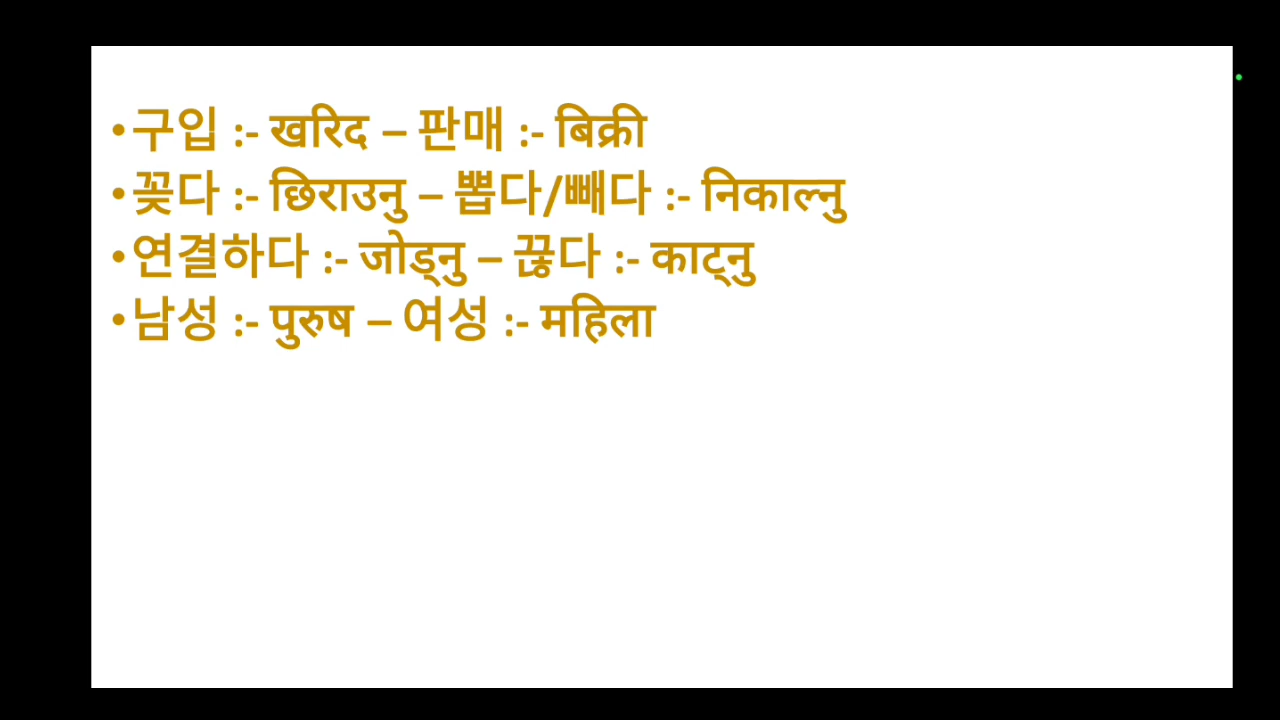 • 구입 :- खरिद – 판매 :- बिक्री
• 꽂다 :- छिराउनु – 뽑다/빼다 :- निकाल्नु
• 연결하다 :- जोड्नु – 끊다 :- काट्नु
• 남성 :- पुरुष – 여성 :- महिला